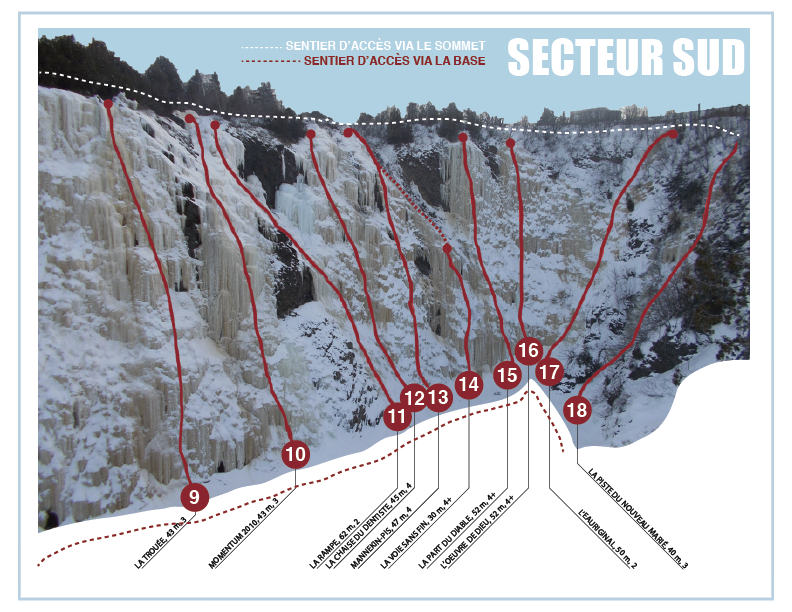 SENTIER D'ACCÈS VIA LE SOMMET
SENTIER D'ACCÈS VIA LA BASE
SECTEUR SUD
9
10
11
12
13
14
15
16
17
18
LA TROUÉE, 43 m, 3
MOMENTUM 2010, 43 m, 3
LA RAMPE, 62 m, 2
LA CHAISE DU DENTISTE, 45 m, 4
MANNEKIN-PIS, 47 m, 4
LA VOIE SANS FIN, 30 m, 4+
LA PART DU DIABLE, 52 m, 4+
L'OEUVRE DE DIEU, 52 m, 4+
L'EAURIGINAL, 50 m, 2
LA PISTE DU NOUVEAU MARIÉ, 40 m, 3